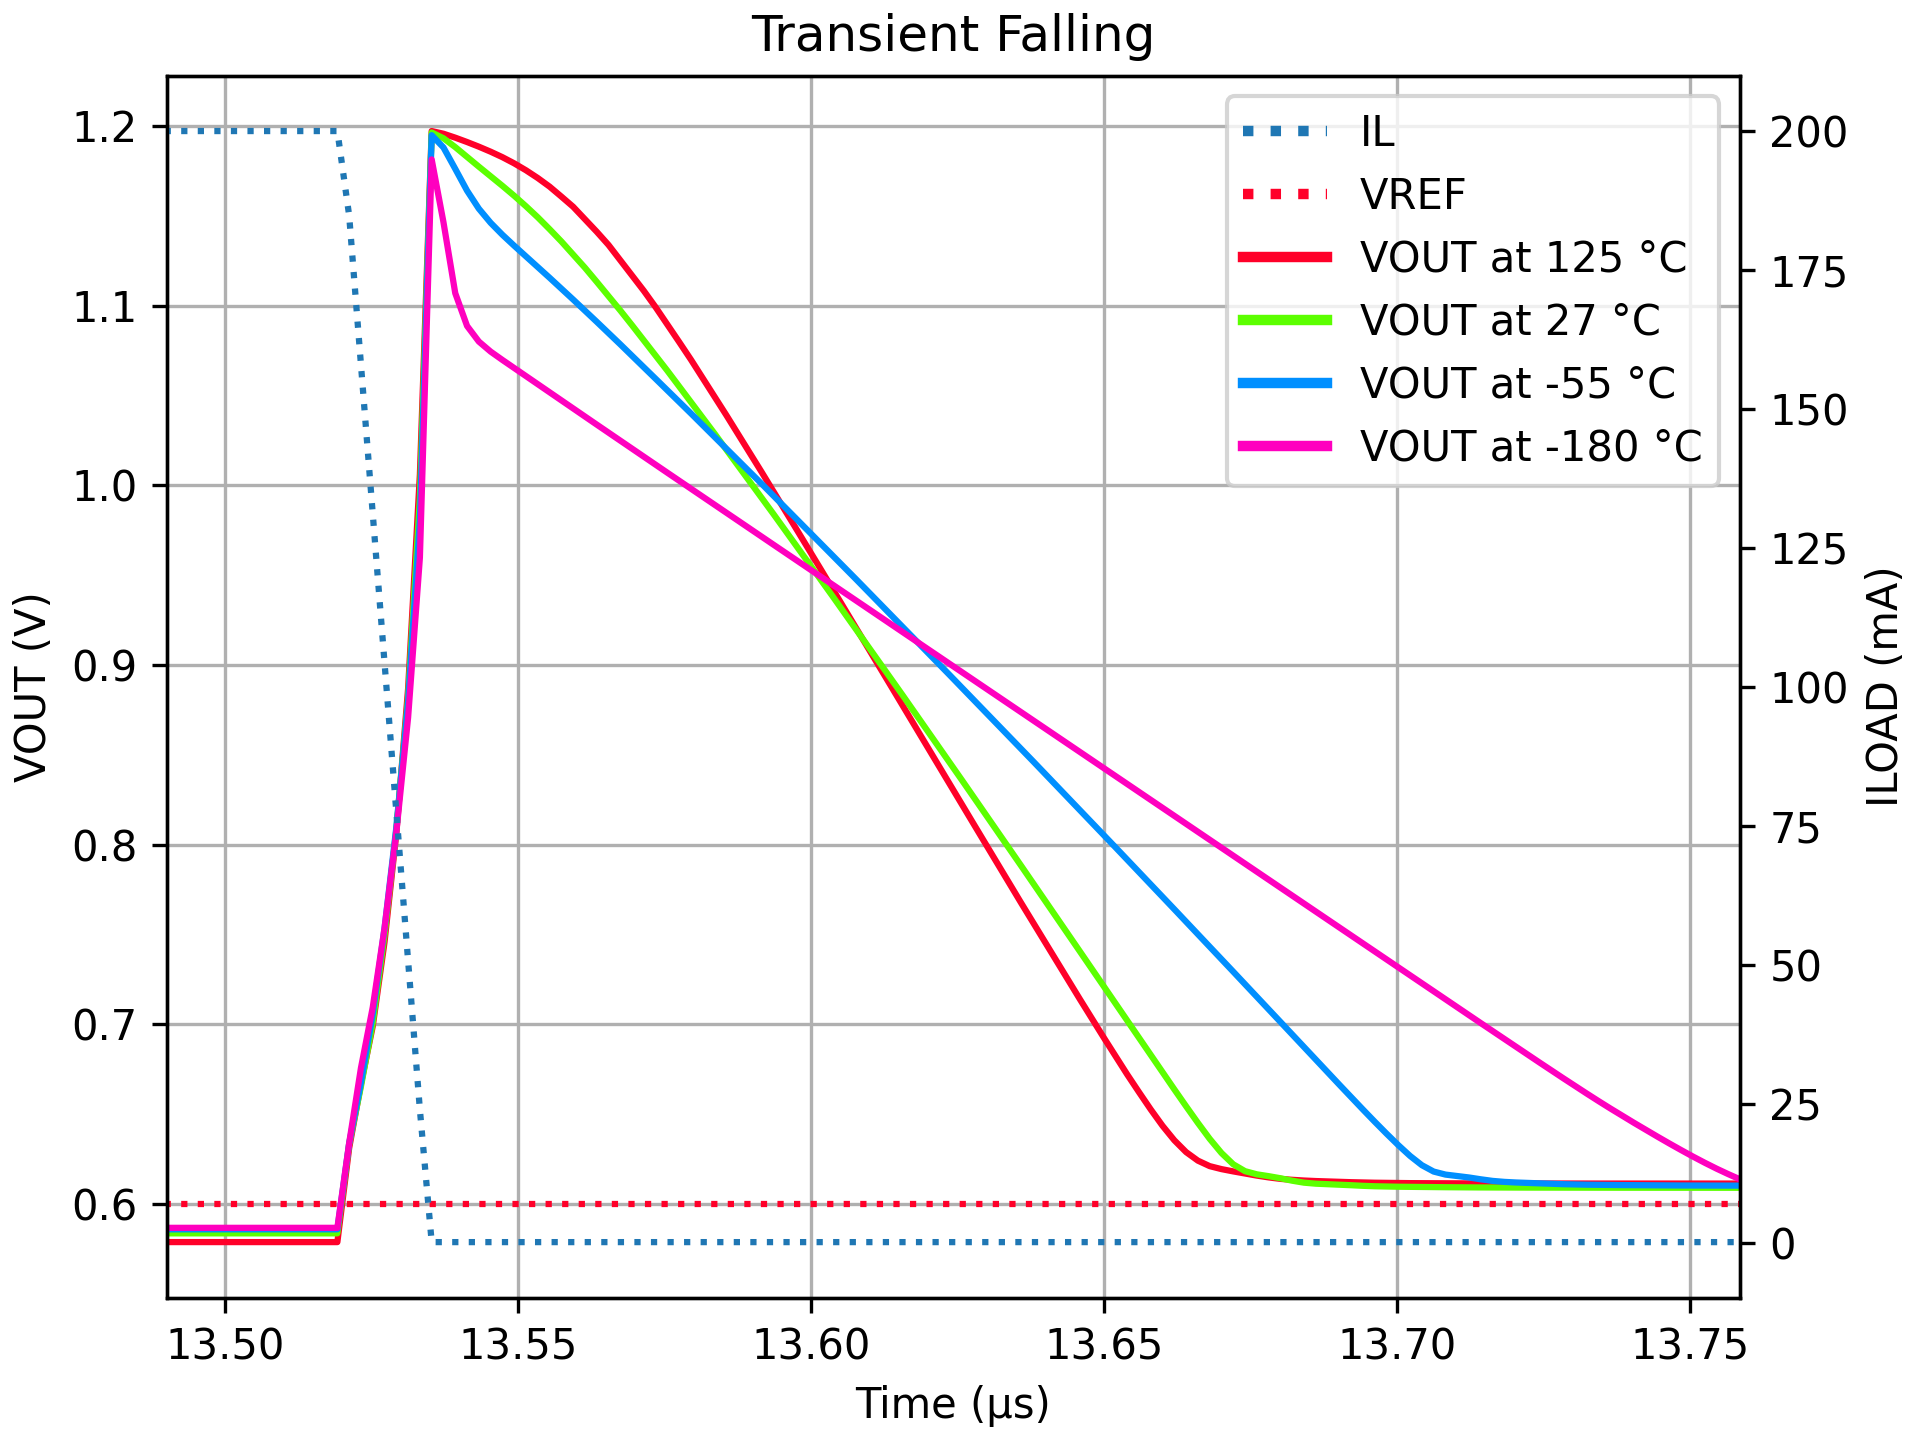 Transient Falling
1.2
1.1
1.0
0.9
0.8
0.7
0.6
VOUT (V)
IL
VREF
VOUT at 125 °C
VOUT at 27 °C
VOUT at -55 °C
VOUT at -180 °C
200
175
150
125
100
75
50
25
0
ILOAD (mA)
13.50 13.55 13.60 13.65 13.70 13.75
Time (μs)